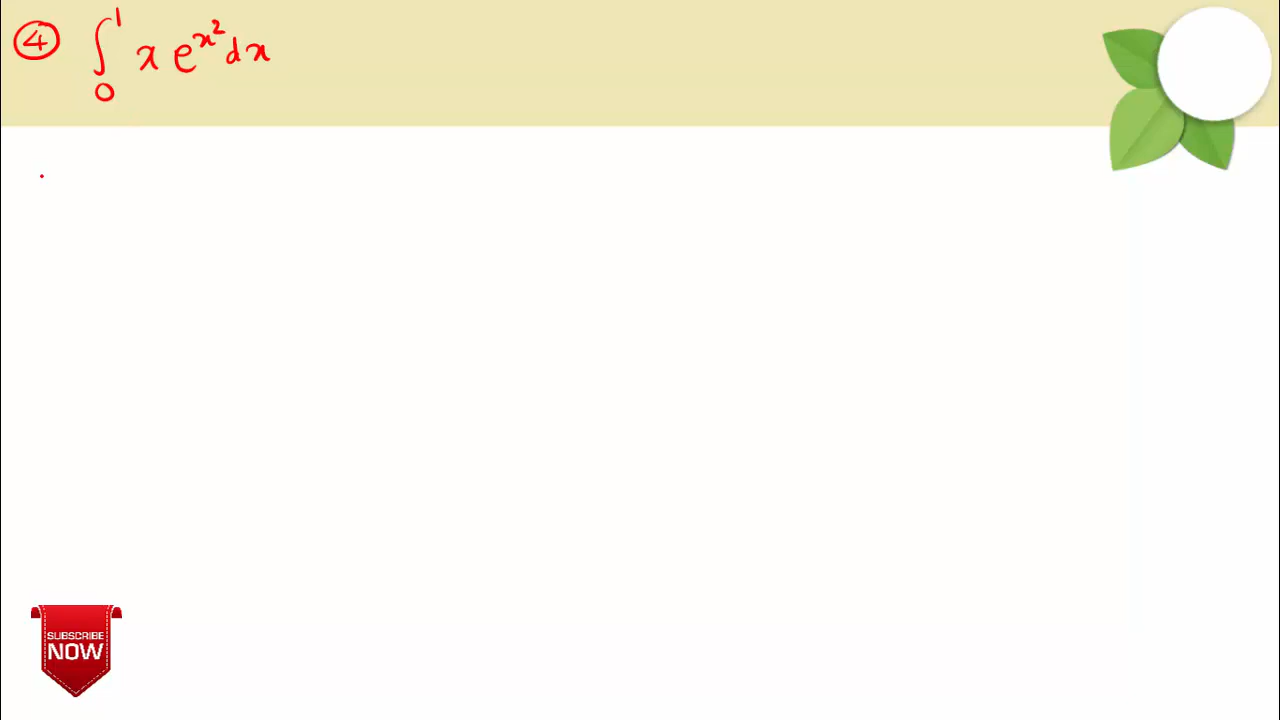 ④ ∫₀¹ x e^{x²} dx
SUBSCRIBE
NOW